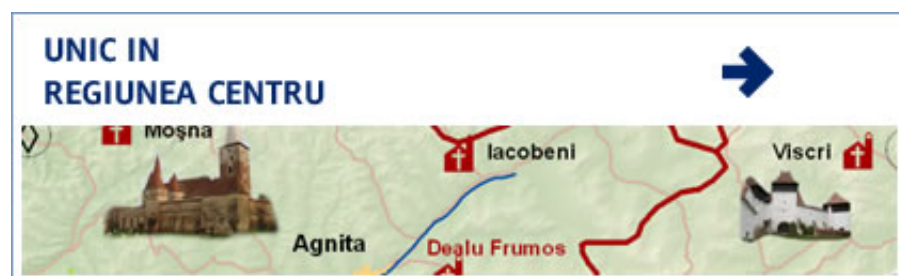 UNIC IN
REGIUNEA CENTRU
Moşna
Iacobeni
Viscri
Agnita
Dealu Frumos